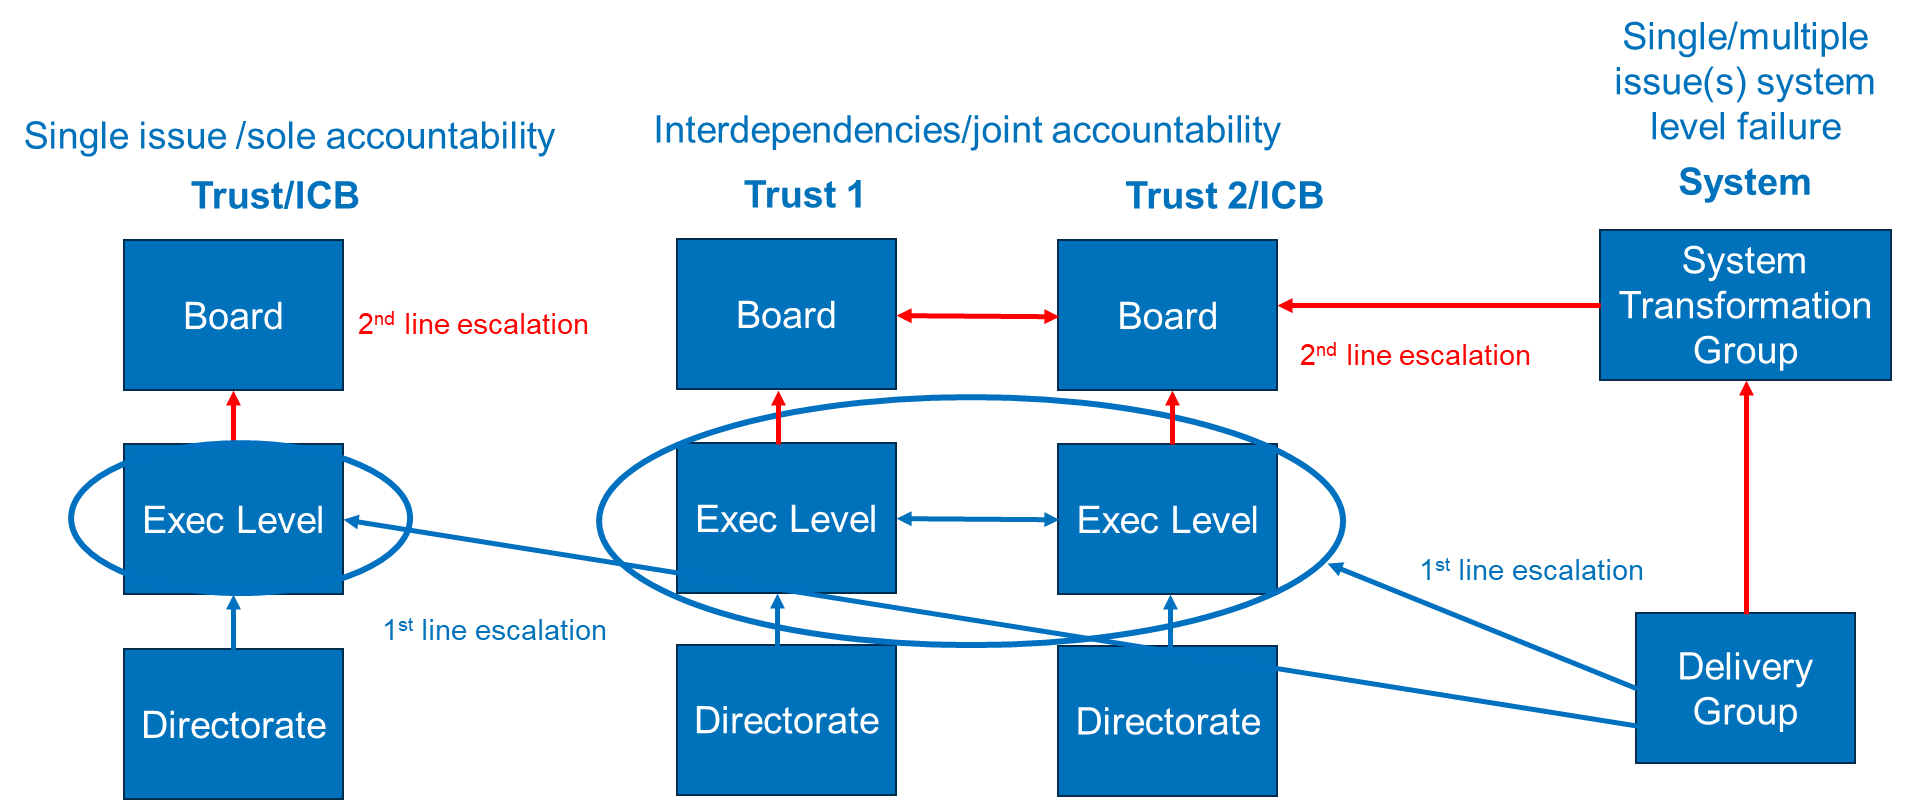 Single issue /sole accountability
Trust/ICB
Board
2nd line escalation
Exec Level
1st line escalation
Directorate
Interdependencies/joint accountability
Trust 1
Trust 2/ICB
Board
Board
2nd line escalation
Exec Level
Exec Level
1st line escalation
Directorate
Directorate
Single/multiple
issue(s) system
level failure
System
System
Transformation
Group
Delivery
Group